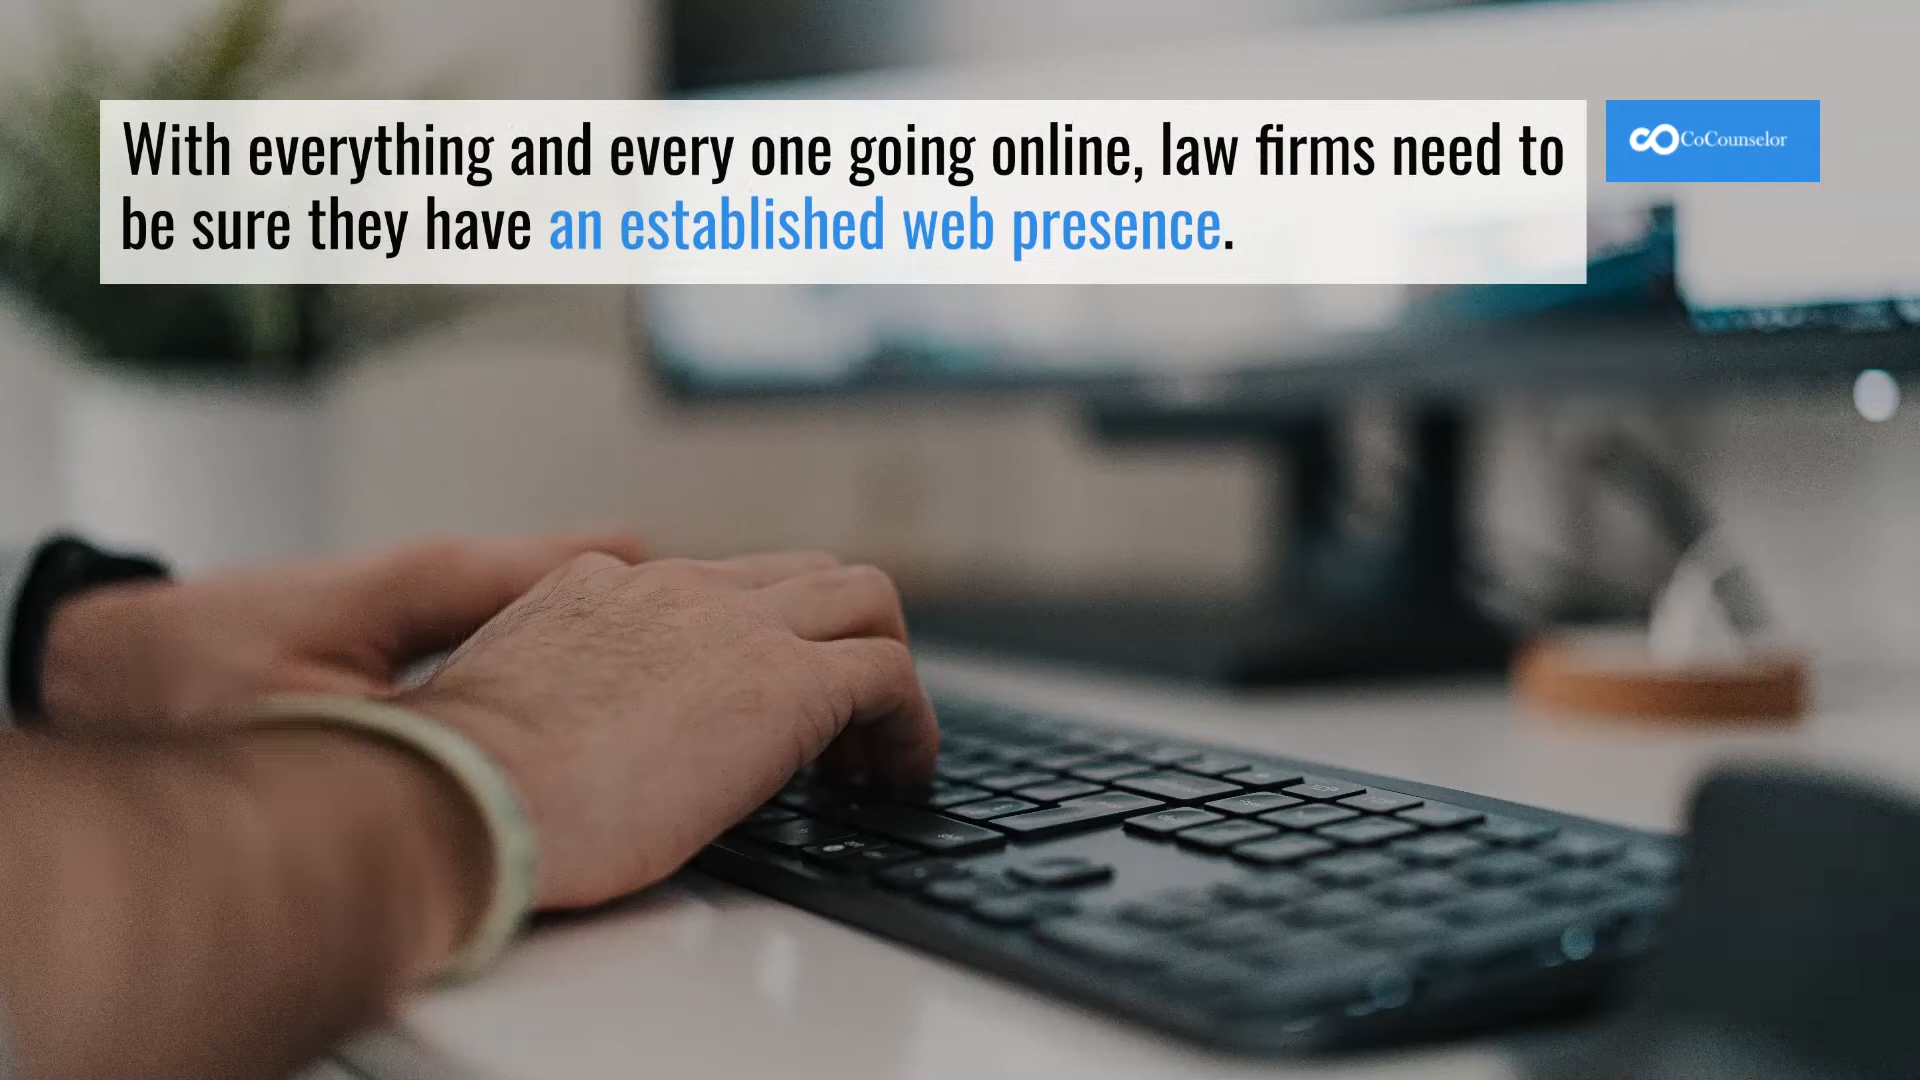 With everything and every one going online, law firms need to
be sure they have an established web presence.
CoCounselor